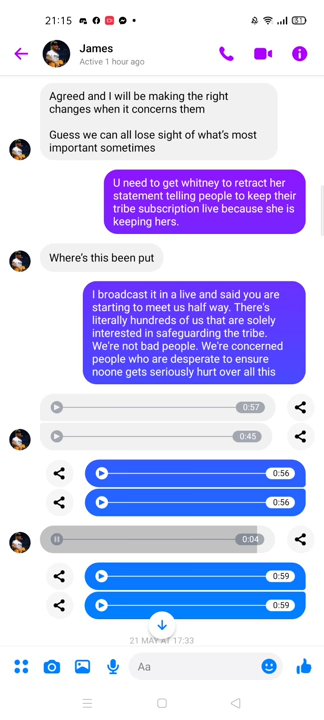 21:15
51
James
Active 1 hour ago
Agreed and I will be making the right
changes when it concerns them
Guess we can all lose sight of what's most
important sometimes
U need to get whitney to retract her
statement telling people to keep their
tribe subscription live because she is
keeping hers.
Where's this been put
I broadcast it in a live and said you are
starting to meet us half way. There's
literally hundreds of us that are solely
interested in safeguarding the tribe.
We're not bad people. We're concerned
people who are desperate to ensure
noone gets seriously hurt over all this
0:57
0:45
0:56
0:56
0:04
0:59
0:59
21 MAY AT 17:33
Aa